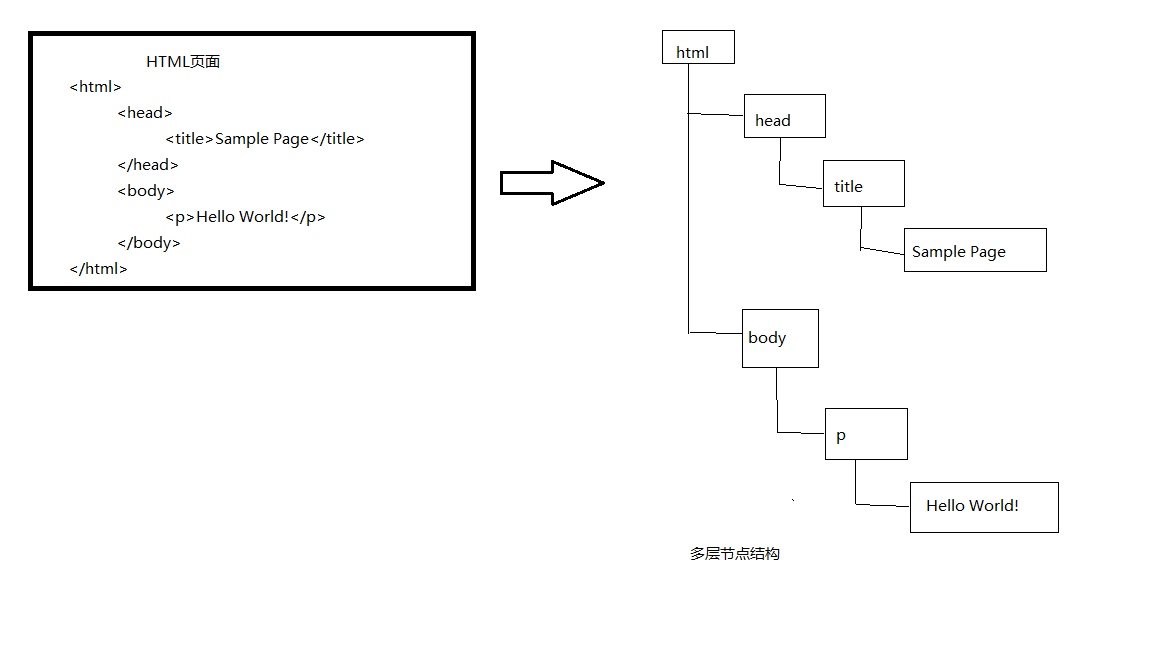 HTML页面
<html>
<head>
<title>Sample Page</title>
</head>
<body>
<p>Hello World!</p>
</body>
</html>
html
head
title
Sample Page
body
p
Hello World!
多层节点结构